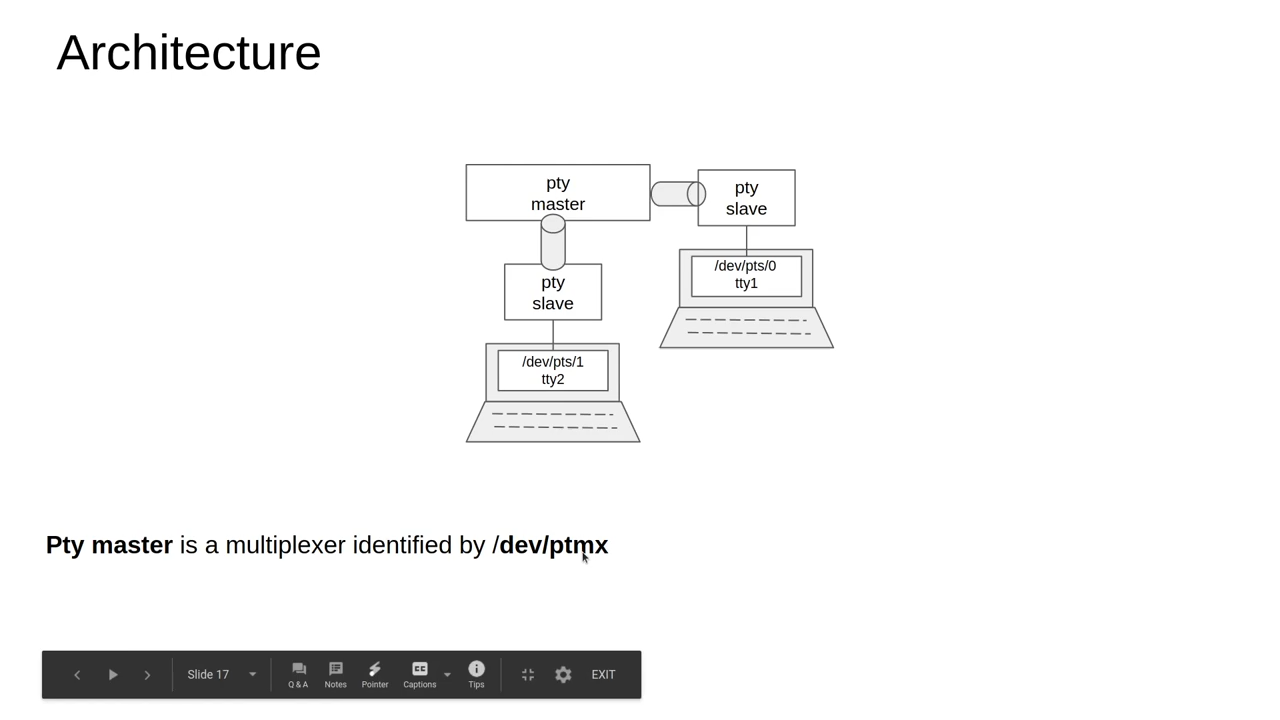 Architecture
pty
master
pty
slave
/dev/pts/0
tty1
pty
slave
/dev/pts/1
tty2
Pty master is a multiplexer identified by /dev/ptmx
Slide 17
Q & A
Notes
Pointer
CC
Captions
Tips
EXIT